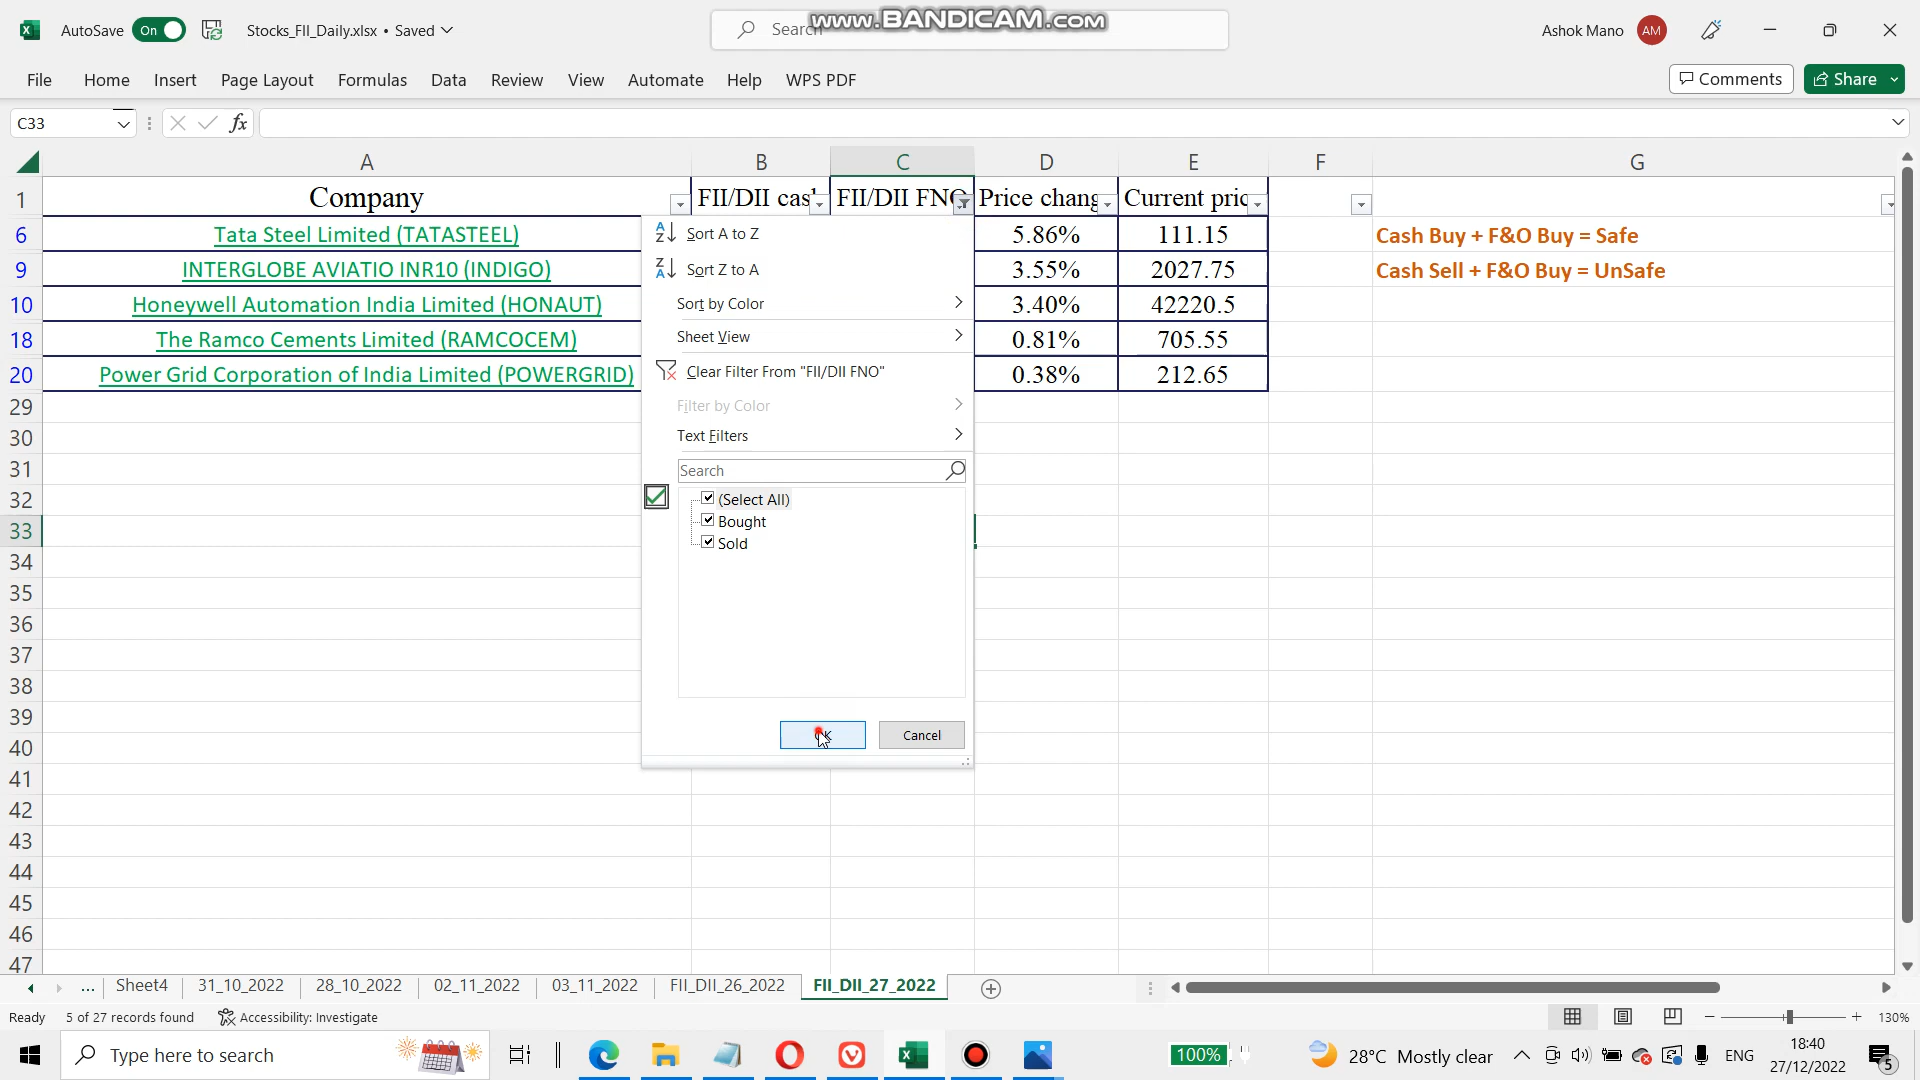 AutoSave On Stocks_FII_Daily.xlsx • Saved Search www.BANDICAM.com Ashok Mano AM
File Home Insert Page Layout Formulas Data Review View Automate Help WPS PDF Comments Share
C33 fx
A B C D E F G
1 Company FII/DII cas FII/DII FNO Price chang Current pric
6 Tata Steel Limited (TATASTEEL) 5.86% 111.15 Cash Buy + F&O Buy = Safe
9 INTERGLOBE AVIATIO INR10 (INDIGO) 3.55% 2027.75 Cash Sell + F&O Buy = UnSafe
10 Honeywell Automation India Limited (HONAUT) 3.40% 42220.5
18 The Ramco Cements Limited (RAMCOCEM) 0.81% 705.55
20 Power Grid Corporation of India Limited (POWERGRID) 0.38% 212.65
Sort A to Z
Sort Z to A
Sort by Color
Sheet View
Clear Filter From "FII/DII FNO"
Filter by Color
Text Filters
Search
(Select All)
Bought
Sold
OK Cancel
29
30
31
32
33
34
35
36
37
38
39
40
41
42
43
44
45
46
47
... Sheet4 31_10_2022 28_10_2022 02_11_2022 03_11_2022 FII_DII_26_2022 FII_DII_27_2022
Ready 5 of 27 records found Accessibility: Investigate 130%
Type here to search 100% 28°C Mostly clear ENG 18:40
27/12/2022 5